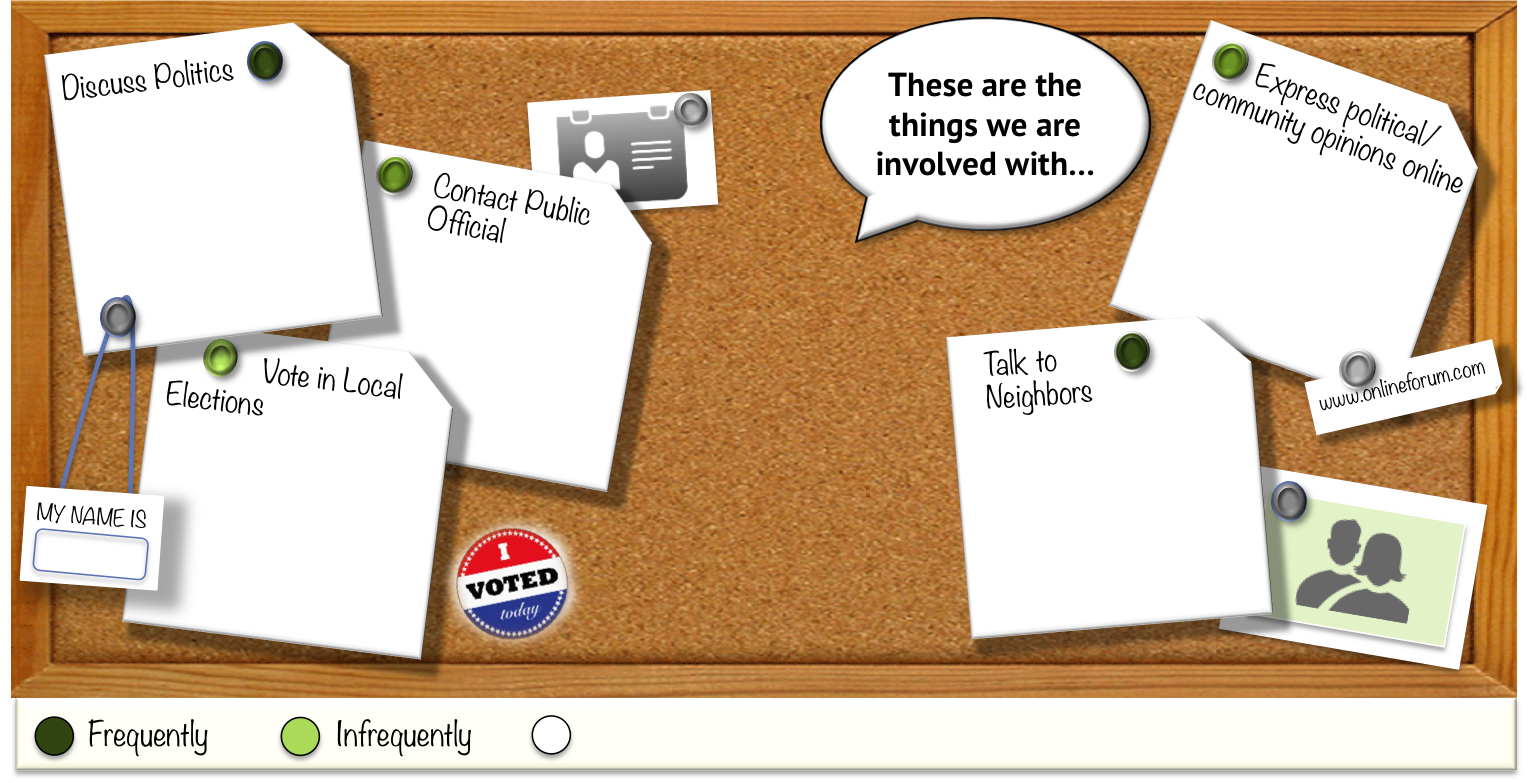 Discuss Politics
Contact Public
Official
Vote in Local
Elections
MY NAME IS
I
VOTED
today
These are the
things we are
involved with...
Express political/
community opinions online
Talk to
Neighbors
www.onlineforum.com
Frequently
Infrequently